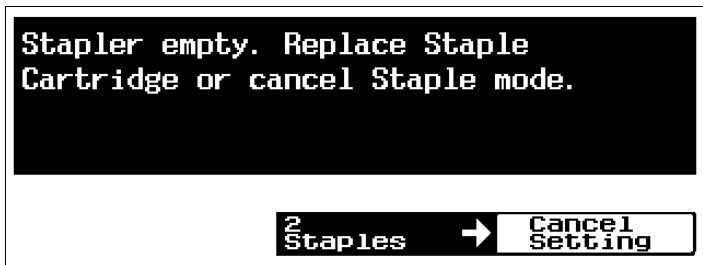 Stapler empty. Replace Staple
Cartridge or cancel Staple mode.
2
Staples
Cancel
Setting